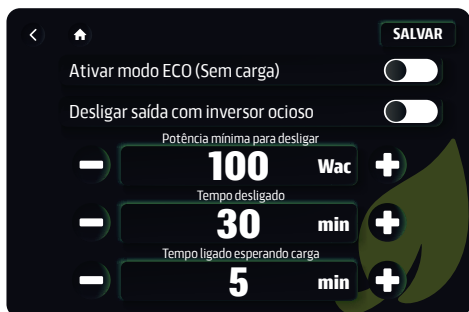 SALVAR
Ativar modo ECO (Sem carga)
Desligar saída com inversor ocioso
Potência mínima para desligar
100 Wac
Tempo desligado
30 min
Tempo ligado esperando carga
5 min